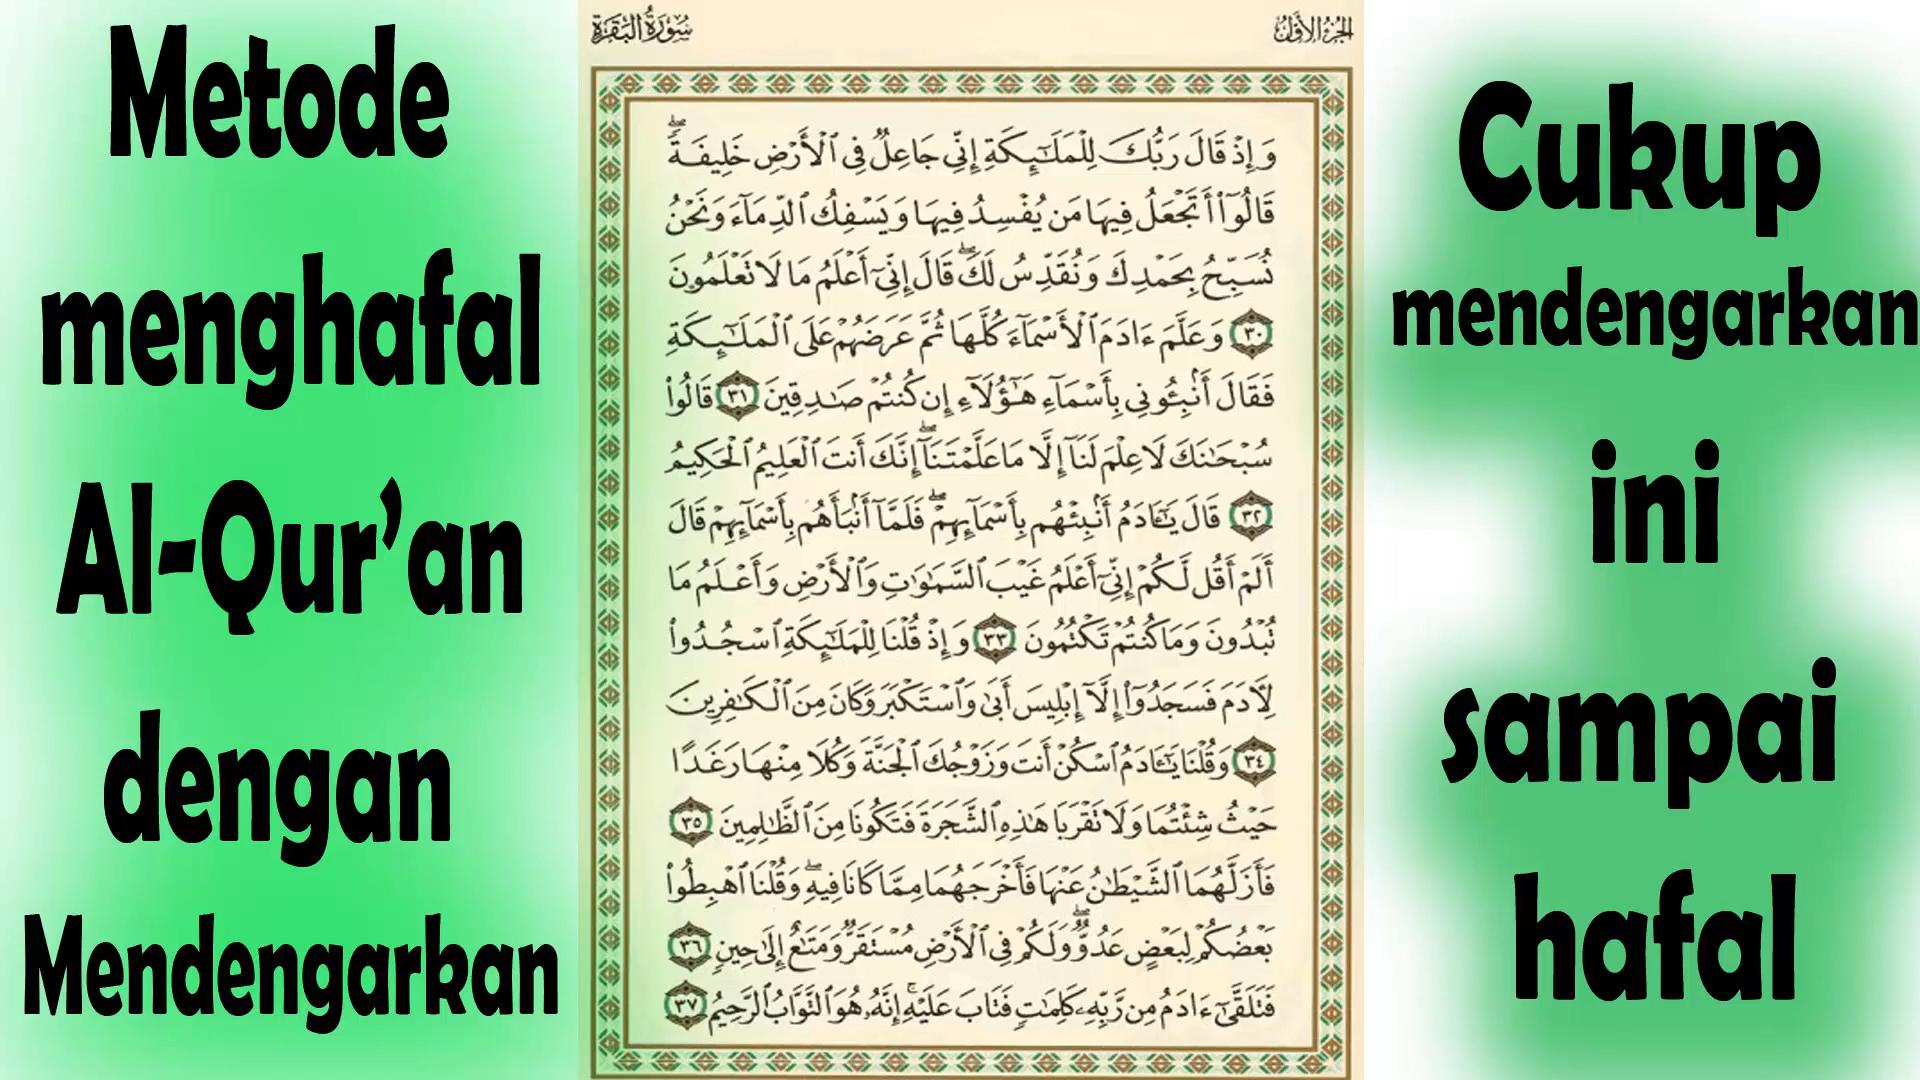 Metode
menghafal
Al-Qur’an
dengan
Mendengarkan
سُورَةُ البَقَرَةِ
الجُزْءُ الأَوَّلُ
وَإِذْ قَالَ رَبُّكَ لِلْمَلَـٰٓئِكَةِ إِنِّى جَاعِلٌ فِى ٱلْأَرْضِ خَلِيفَةً ۖ
قَالُوٓا۟ أَتَجْعَلُ فِيهَا مَن يُفْسِدُ فِيهَا وَيَسْفِكُ ٱلدِّمَآءَ وَنَحْنُ
نُسَبِّحُ بِحَمْدِكَ وَنُقَدِّسُ لَكَ ۖ قَالَ إِنِّىٓ أَعْلَمُ مَا لَا تَعْلَمُونَ
٣٠ وَعَلَّمَ ءَادَمَ ٱلْأَسْمَآءَ كُلَّهَا ثُمَّ عَرَضَهُمْ عَلَى ٱلْمَلَـٰٓئِكَةِ
فَقَالَ أَنۢبِـُٔونِى بِأَسْمَآءِ هَـٰٓؤُلَآءِ إِن كُنتُمْ صَـٰدِقِينَ ٣١ قَالُوا۟
سُبْحَـٰنَكَ لَا عِلْمَ لَنَآ إِلَّا مَا عَلَّمْتَنَآ ۖ إِنَّكَ أَنتَ ٱلْعَلِيمُ ٱلْحَكِيمُ
٣٢ قَالَ يَـٰٓـَٔادَمُ أَنۢبِئْهُم بِأَسْمَآئِهِمْ ۖ فَلَمَّآ أَنۢبَأَهُم بِأَسْمَآئِهِمْ قَالَ
أَلَمْ أَقُل لَّكُمْ إِنِّىٓ أَعْلَمُ غَيْبَ ٱلسَّمَـٰوَٰتِ وَٱلْأَرْضِ وَأَعْلَمُ مَا
تُبْدُونَ وَمَا كُنتُمْ تَكْتُمُونَ ٣٣ وَإِذْ قُلْنَا لِلْمَلَـٰٓئِكَةِ ٱسْجُدُوا۟
لِـَٔادَمَ فَسَجَدُوٓا۟ إِلَّآ إِبْلِيسَ أَبَىٰ وَٱسْتَكْبَرَ وَكَانَ مِنَ ٱلْكَـٰفِرِينَ
٣٤ وَقُلْنَا يَـٰٓـَٔادَمُ ٱسْكُنْ أَنتَ وَزَوْجُكَ ٱلْجَنَّةَ وَكُلَا مِنْهَا رَغَدًا
حَيْثُ شِئْتُمَا وَلَا تَقْرَبَا هَـٰذِهِ ٱلشَّجَرَةَ فَتَكُونَا مِنَ ٱلظَّـٰلِمِينَ ٣٥
فَأَزَلَّهُمَا ٱلشَّيْطَـٰنُ عَنْهَا فَأَخْرَجَهُمَا مِمَّا كَانَا فِيهِ ۖ وَقُلْنَا ٱهْبِطُوا۟
بَعْضُكُمْ لِبَعْضٍ عَدُوٌّ ۖ وَلَكُمْ فِى ٱلْأَرْضِ مُسْتَقَرٌّ وَمَتَـٰعٌ إِلَىٰ حِينٍ ٣٦
فَتَلَقَّىٰٓ ءَادَمُ مِن رَّبِّهِۦ كَلِمَـٰتٍ فَتَابَ عَلَيْهِ ۚ إِنَّهُۥ هُوَ ٱلتَّوَّابُ ٱلرَّحِيمُ ٣٧
Cukup
mendengarkan
ini
sampai
hafal